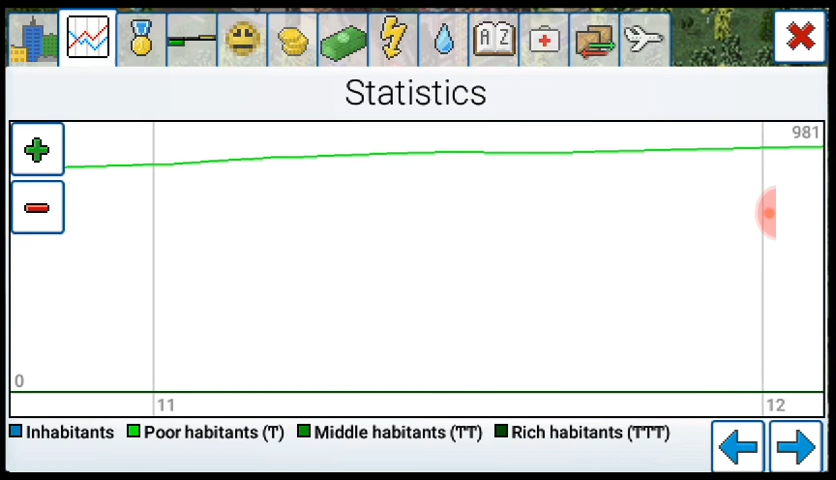 A Z
Statistics
981
0
11
12
Inhabitants
Poor habitants (T)
Middle habitants (TT)
Rich habitants (TTT)